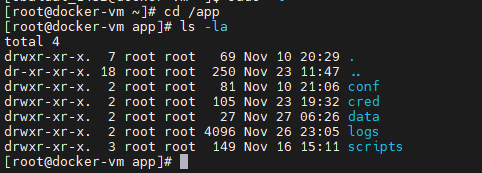 [root@docker-vm ~]# cd /app
[root@docker-vm app]# ls -la
total 4
drwxr-xr-x.  7 root root   69 Nov 10 20:29 .
dr-xr-xr-x. 18 root root  250 Nov 23 11:47 ..
drwxr-xr-x.  2 root root   81 Nov 10 21:06 conf
drwxr-xr-x.  2 root root  105 Nov 23 19:32 cred
drwxr-xr-x.  2 root root   27 Nov 27 06:26 data
drwxr-xr-x.  2 root root 4096 Nov 26 23:05 logs
drwxr-xr-x.  3 root root  149 Nov 16 15:11 scripts
[root@docker-vm app]#